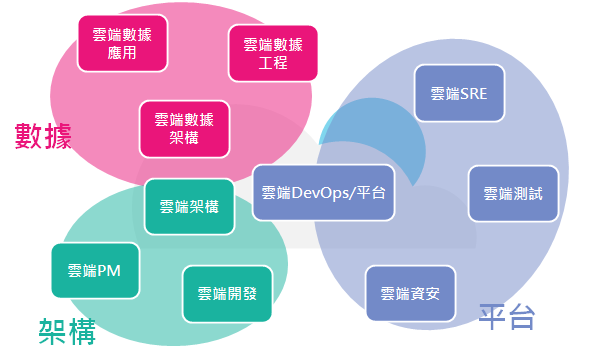 雲端數據
應用
雲端數據
工程
雲端數據
架構
數據
雲端SRE
雲端DevOps/平台
雲端測試
雲端架構
雲端PM
雲端開發
雲端資安
架構
平台